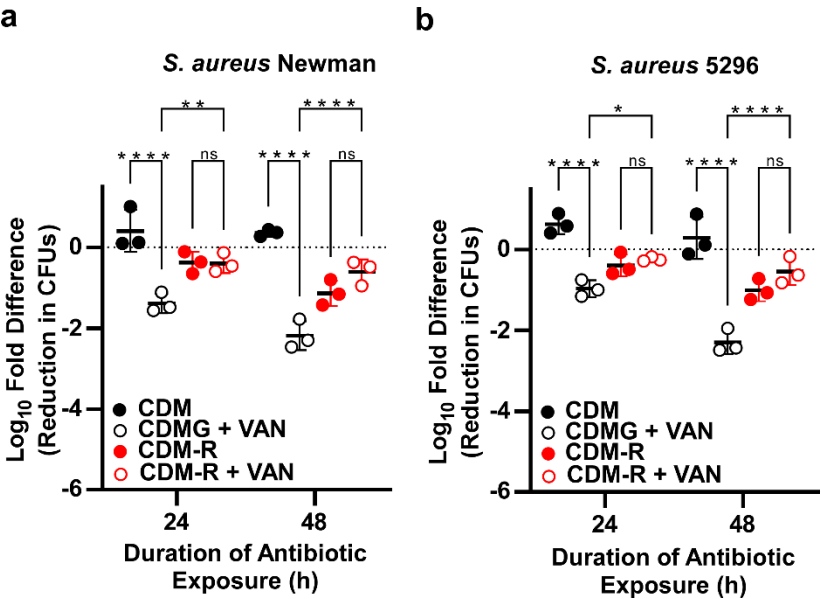 a
S. aureus Newman
** ****
**** ns **** ns
Log10 Fold Difference
(Reduction in CFUs)
0
-2
-4
-6
CDM
CDMG + VAN
CDM-R
CDM-R + VAN
24 48
Duration of Antibiotic
Exposure (h)
b
S. aureus 5296
* ****
**** ns **** ns
Log10 Fold Difference
(Reduction in CFUs)
0
-2
-4
-6
CDM
CDMG + VAN
CDM-R
CDM-R + VAN
24 48
Duration of Antibiotic
Exposure (h)